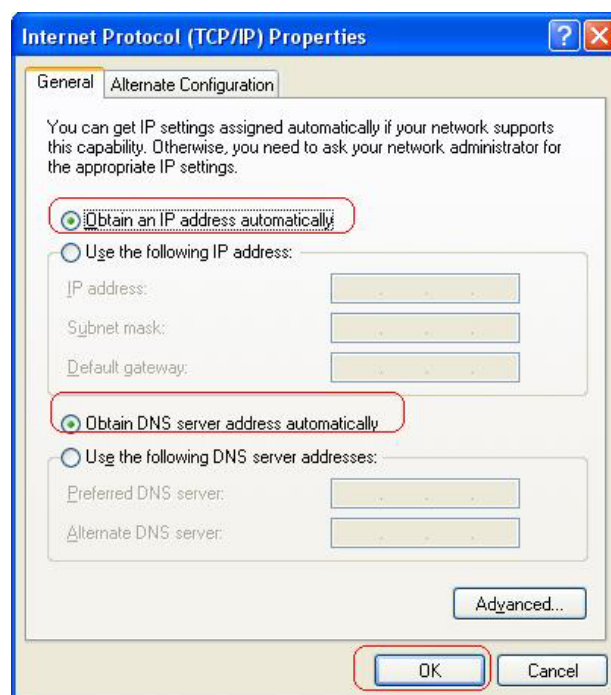 Internet Protocol (TCP/IP) Properties
General
Alternate Configuration
You can get IP settings assigned automatically if your network supports
this capability. Otherwise, you need to ask your network administrator for
the appropriate IP settings.
Obtain an IP address automatically
Use the following IP address:
IP address:
Subnet mask:
Default gateway:
Obtain DNS server address automatically
Use the following DNS server addresses:
Preferred DNS server:
Alternate DNS server:
Advanced...
OK
Cancel